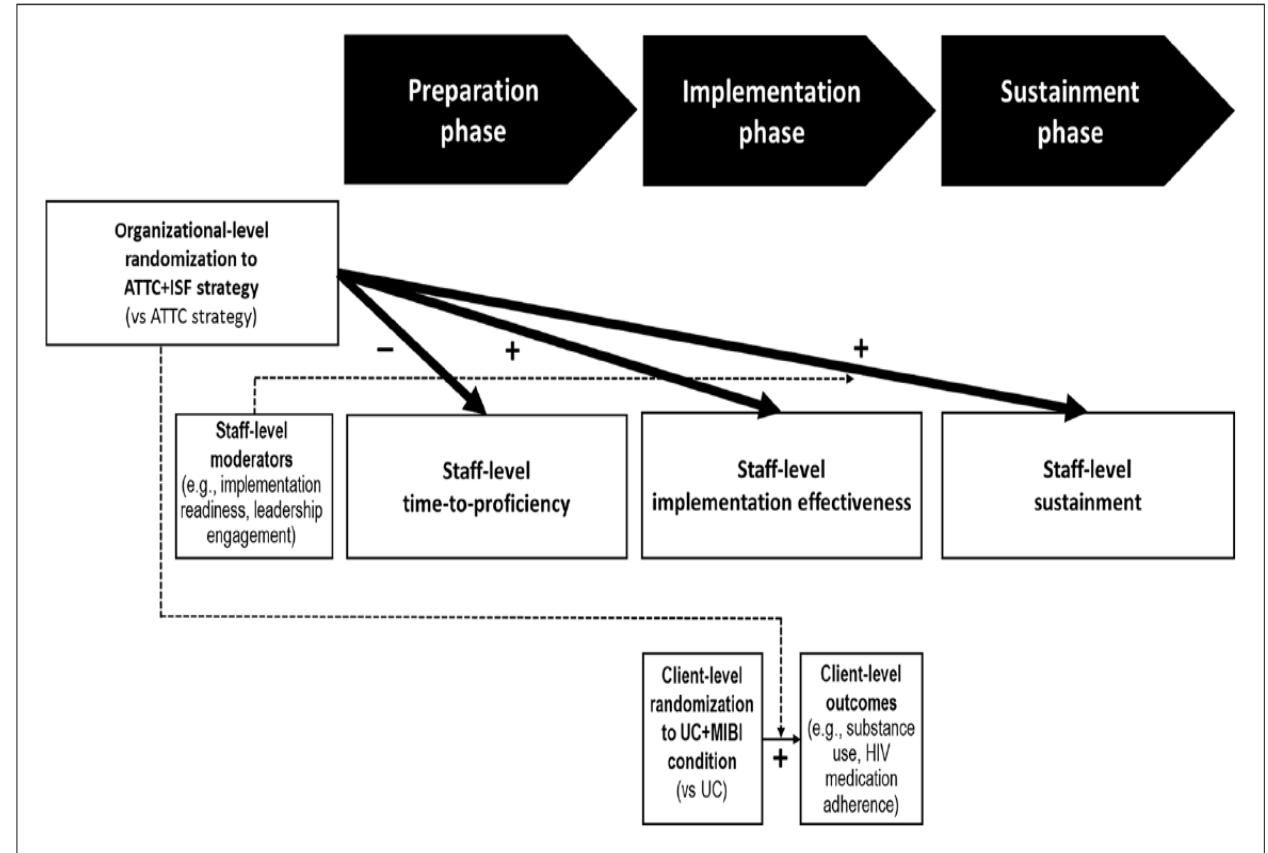 Preparation
phase
Implementation
phase
Sustainment
phase
Organizational-level
randomization to
ATTC+ISF strategy
(vs ATTC strategy)
–
+
+
Staff-level
moderators
(e.g., implementation
readiness, leadership
engagement)
Staff-level
time-to-proficiency
Staff-level
implementation effectiveness
Staff-level
sustainment
Client-level
randomization
to UC+MIBI
condition
(vs UC)
+
Client-level
outcomes
(e.g., substance
use, HIV
medication
adherence)